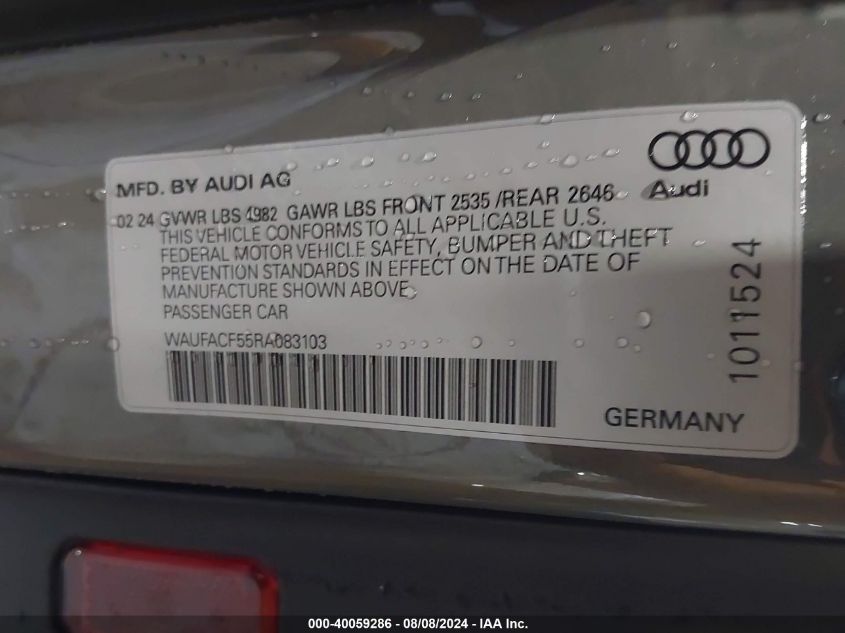 MFD. BY AUDI AG
Audi
02 24 GVWR LBS 4982 GAWR LBS FRONT 2535 /REAR 2646
THIS VEHICLE CONFORMS TO ALL APPLICABLE U.S.
FEDERAL MOTOR VEHICLE SAFETY, BUMPER AND THEFT
PREVENTION STANDARDS IN EFFECT ON THE DATE OF
MANUFACTURE SHOWN ABOVE.
PASSENGER CAR
WAUFACF55RA083103
1011524
GERMANY
000-40059286 - 08/08/2024 - IAA Inc.